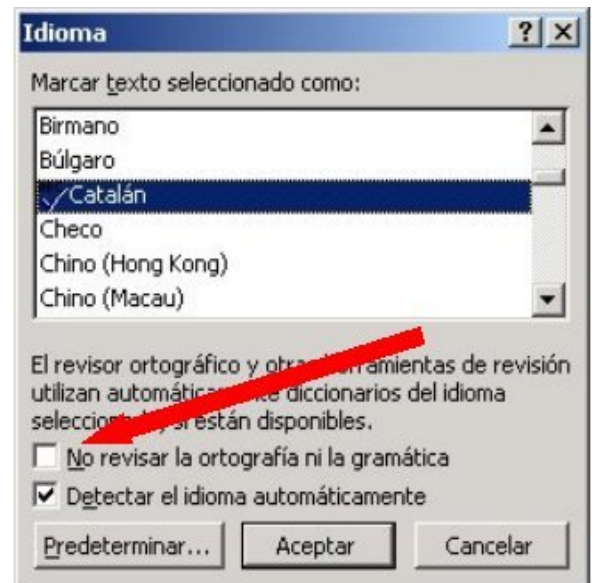 Idioma
Marcar texto seleccionado como:
Birmano
Búlgaro
Catalán
Checo
Chino (Hong Kong)
Chino (Macau)
El revisor ortográfico y de revisión
utilizan diccionarios del idioma
si están disponibles.
No revisar la ortografía ni la gramática
Detectar el idioma automáticamente
Predeterminar... Aceptar Cancelar